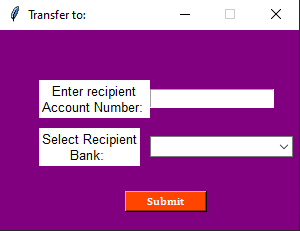 Transfer to:
Enter recipient
Account Number:
Select Recipient
Bank:
Submit